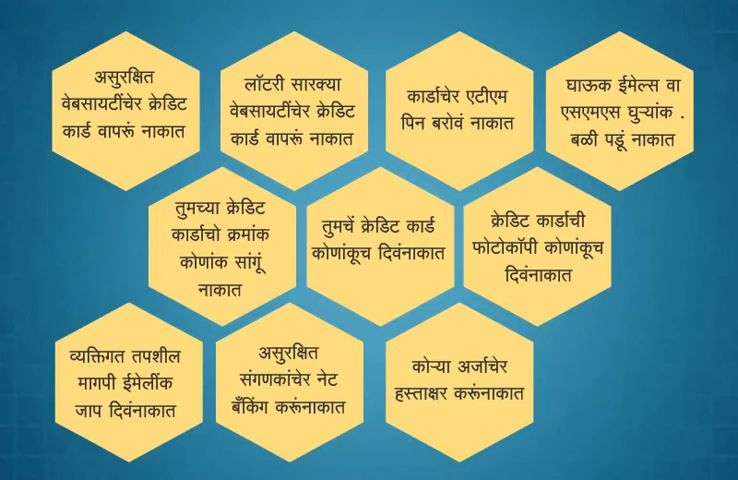 असुरक्षित
वेबसायटींचेर क्रेडिट
कार्ड वापरूं नाकात
लॉटरी सारक्या
वेबसायटींचेर क्रेडिट
कार्ड वापरूं नाकात
कार्डाचेर एटीएम
पिन बरोवं नाकात
घाऊक ईमेल्स वा
एसएमएस घुऱ्यांक .
बळी पडूं नाकात
तुमच्या क्रेडिट
कार्डाचो क्रमांक
कोणांक सांगूं
नाकात
तुमचें क्रेडिट कार्ड
कोणांकूच दिवंनाकात
क्रेडिट कार्डाची
फोटोकॉपी कोणांकूच
दिवंनाकात
व्यक्तिगत तपशील
मागपी ईमेलींक
जाप दिवंनाकात
असुरक्षित
संगणकांचेर नेट
बँकिंग करूंनाकात
कोऱ्या अर्जाचेर
हस्ताक्षर करूंनाकात